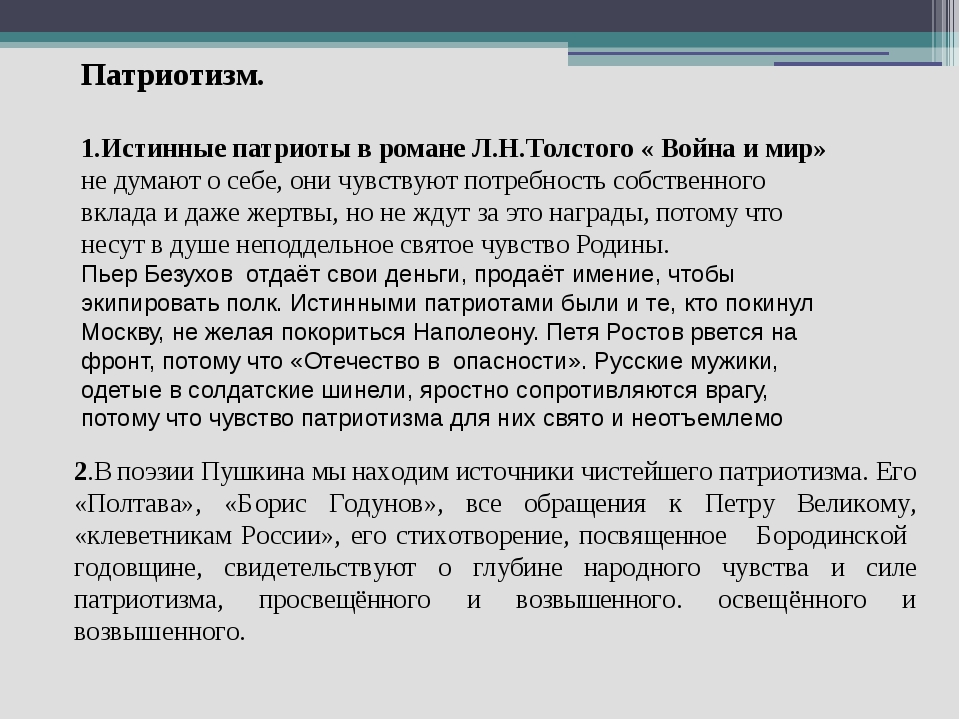 Патриотизм.
1.Истинные патриоты в романе Л.Н.Толстого « Война и мир»
не думают о себе, они чувствуют потребность собственного
вклада и даже жертвы, но не ждут за это награды, потому что
несут в душе неподдельное святое чувство Родины.
Пьер Безухов  отдаёт свои деньги, продаёт имение, чтобы
экипировать полк. Истинными патриотами были и те, кто покинул
Москву, не желая покориться Наполеону. Петя Ростов рвется на
фронт, потому что «Отечество в  опасности». Русские мужики,
одетые в солдатские шинели, яростно сопротивляются врагу,
потому что чувство патриотизма для них свято и неотъемлемо
2.В поэзии Пушкина мы находим источники чистейшего патриотизма. Его
«Полтава», «Борис Годунов», все обращения к Петру Великому,
«клеветникам России», его стихотворение, посвященное  Бородинской
годовщине, свидетельствуют о глубине народного чувства и силе
патриотизма, просвещённого и возвышенного. освещённого и
возвышенного.